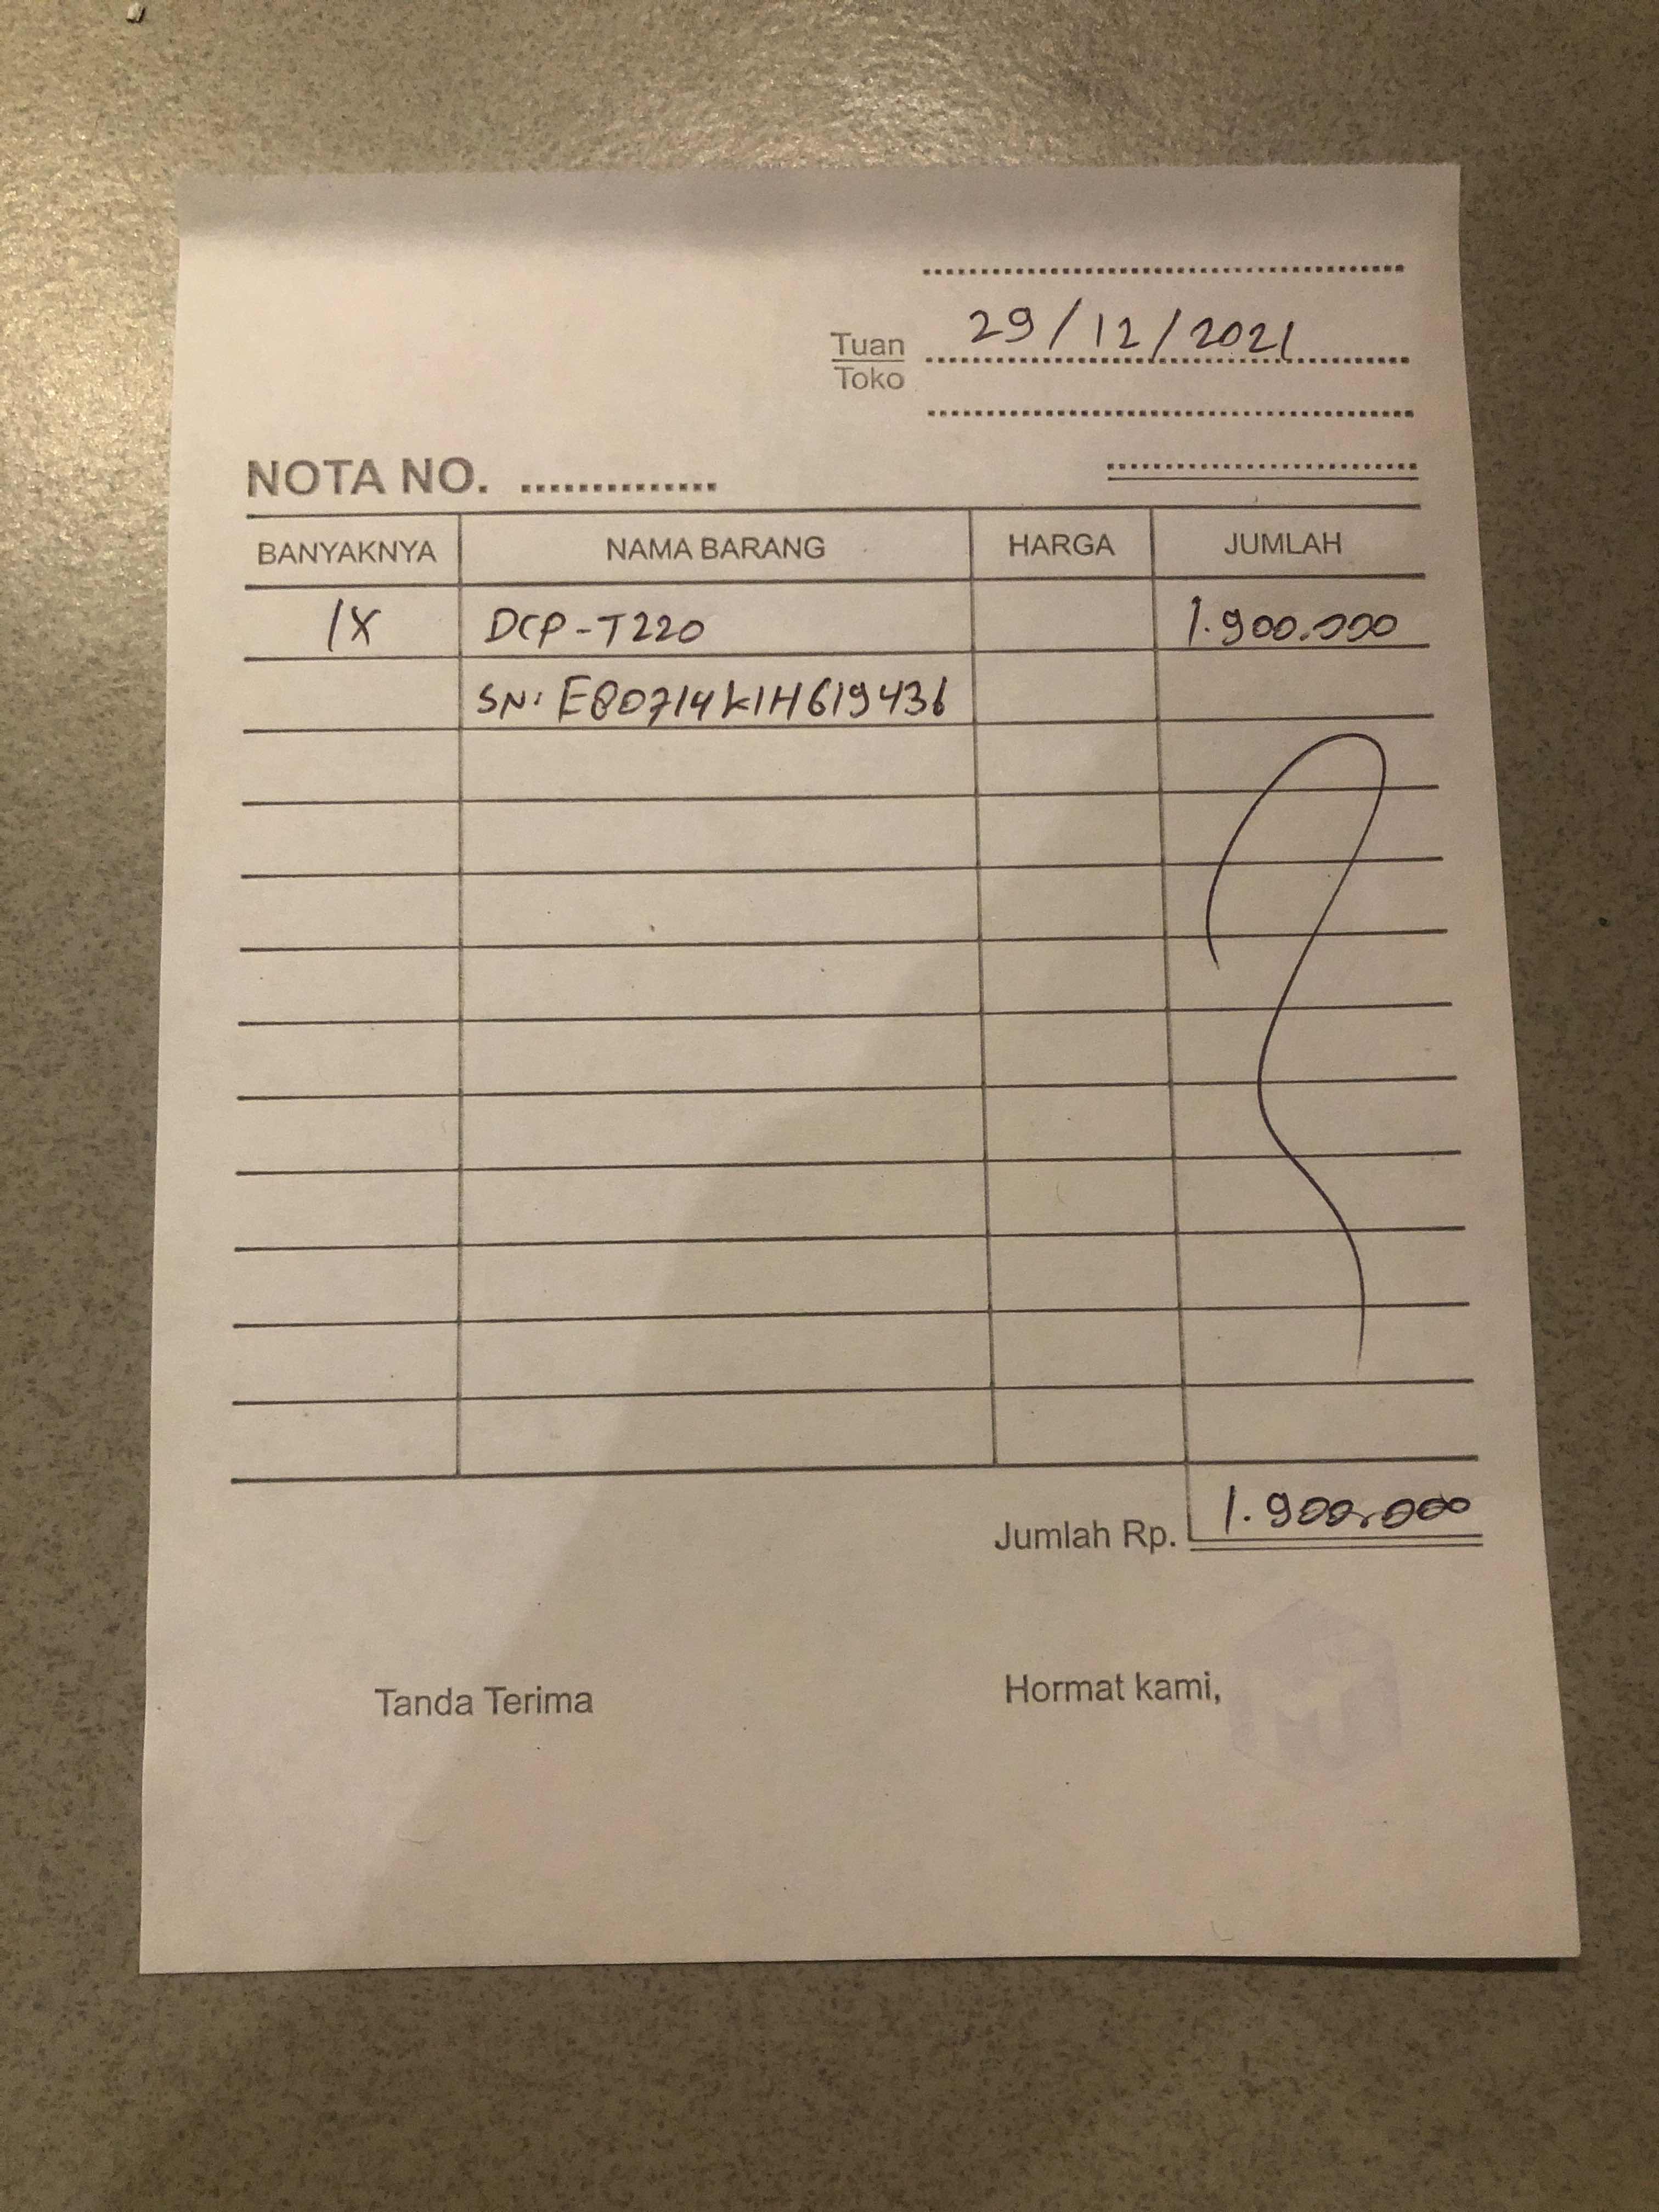 29/12/2021
Tuan
Toko
NOTA NO. ..............
BANYAKNYA NAMA BARANG HARGA JUMLAH
1X DCP-T220 1.900.000
SN: E80714K1H619436
Jumlah Rp. 1.900.000
Tanda Terima Hormat kami,